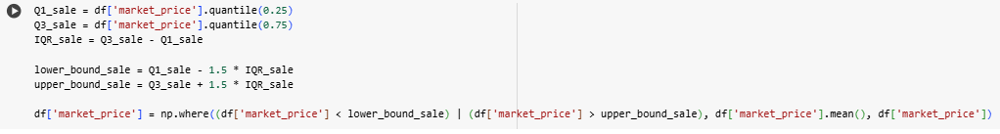 Q1_sale = df['market_price'].quantile(0.25)
Q3_sale = df['market_price'].quantile(0.75)
IQR_sale = Q3_sale - Q1_sale
lower_bound_sale = Q1_sale - 1.5 * IQR_sale
upper_bound_sale = Q3_sale + 1.5 * IQR_sale
df['market_price'] = np.where((df['market_price'] < lower_bound_sale) | (df['market_price'] > upper_bound_sale), df['market_price'].mean(), df['market_price'])